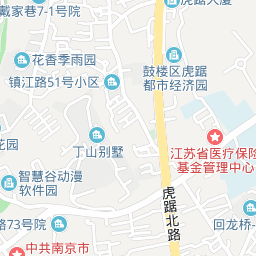 虎踞大厦
戴家巷7-1号
花香季雨园
鼓楼区虎踞
都市经济园
镇江路51号小区
丁山别墅
江苏省医疗保险
基金管理中心
花园
智慧谷动漫
软件园
虎踞北路
路73号
回龙桥-
中共南京市